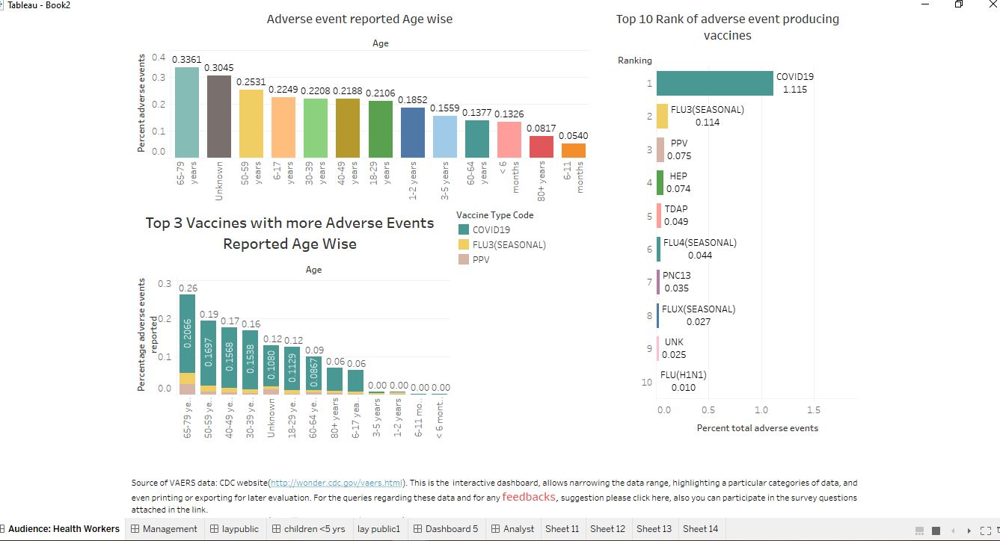 Tableau - Book2
Adverse event reported Age wise
Age
Percent adverse events
0.4
0.3
0.2
0.1
0.0
0.3361
0.3045
0.2531
0.2249
0.2208
0.2188
0.2106
0.1852
0.1559
0.1377
0.1326
0.0817
0.0540
65-79
years
Unknown
50-59
years
6-17
years
30-39
years
40-49
years
18-29
years
1-2 years
3-5 years
60-64
years
< 6
months
80+ years
6-11
months
Top 3 Vaccines with more Adverse Events
Reported Age Wise
Age
Percentage adverse events
reported
0.3
0.2
0.1
0.0
0.26
0.19
0.17
0.16
0.12
0.12
0.09
0.06
0.06
0.00
0.00
0.00
0.00
0.2066
0.1697
0.1568
0.1538
0.1080
0.1129
0.0867
65-79 ye..
50-59 ye..
40-49 ye..
30-39 ye..
Unknown
18-29 ye..
60-64 ye..
80+ years
6-17 yea..
3-5 years
1-2 years
6-11 mo..
< 6 mont..
Vaccine Type Code
COVID19
FLU3(SEASONAL)
PPV
Top 10 Rank of adverse event producing
vaccines
Ranking
1
COVID19
1.115
2
FLU3(SEASONAL)
0.114
3
PPV
0.075
4
HEP
0.074
5
TDAP
0.049
6
FLU4(SEASONAL)
0.044
7
PNC13
0.035
8
FLUX(SEASONAL)
0.027
9
UNK
0.025
10
FLU(H1N1)
0.010
0.0
0.5
1.0
1.5
Percent total adverse events
Source of VAERS data: CDC website(http://wonder.cdc.gov/vaers.html). This is the interactive dashboard, allows narrowing the data range, highlighting a particular categories of data, and
even printing or exporting for later evaluation. For the queries regarding these data and for any feedbacks, suggestion please click here, also you can participate in the survey questions
attached in the link.
Audience: Health Workers
Management
laypublic
children <5 yrs
lay public1
Dashboard 5
Analyst
Sheet 11
Sheet 12
Sheet 13
Sheet 14